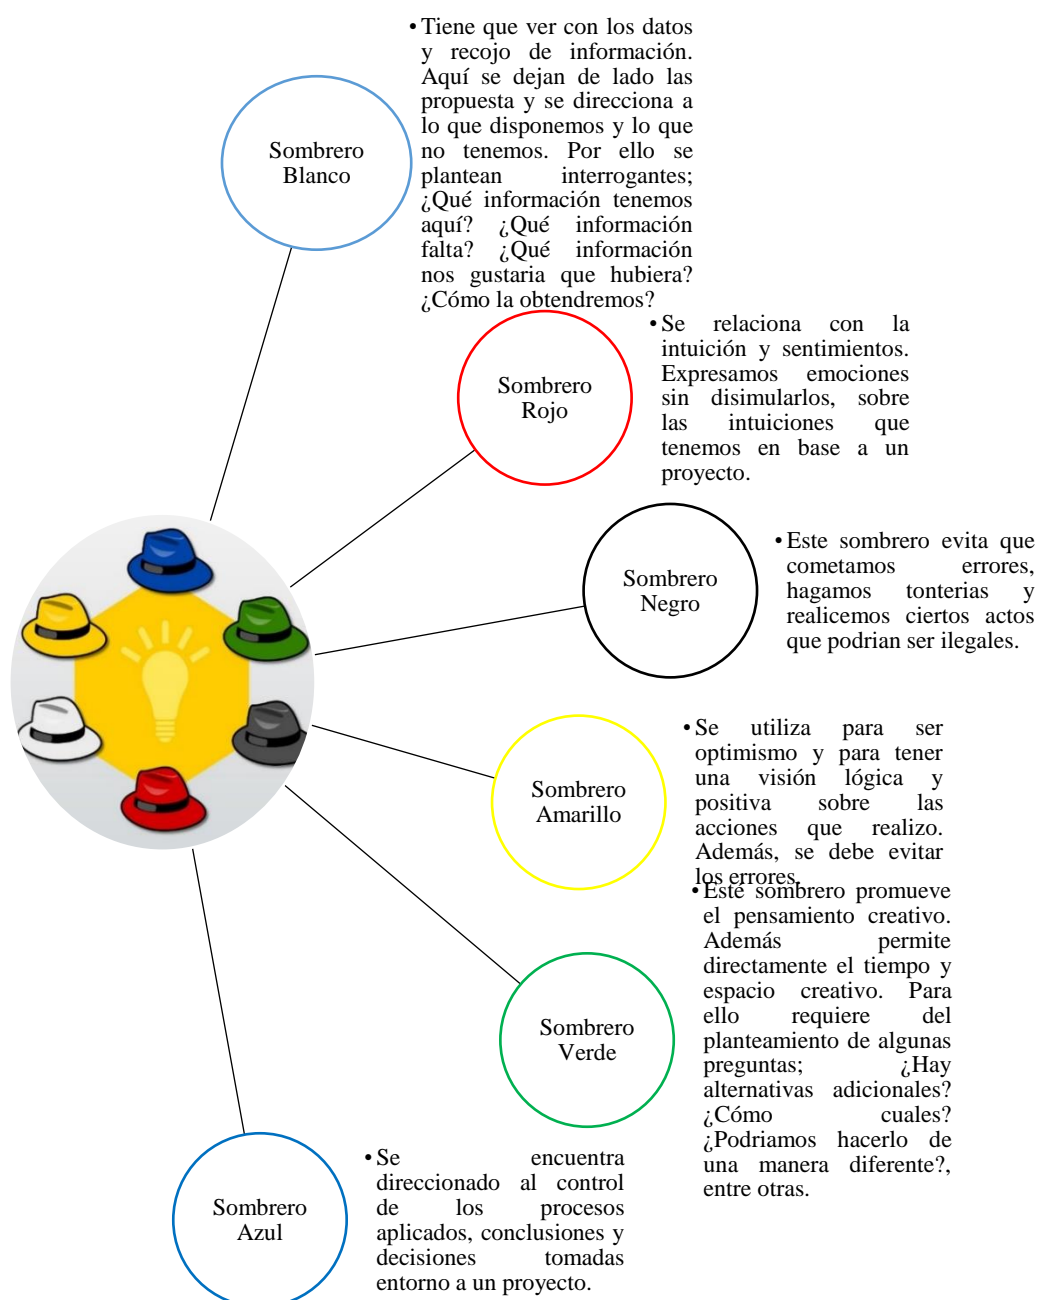 Sombrero
Blanco
• Tiene que ver con los datos
y recojo de información.
Aquí se dejan de lado las
propuesta y se direcciona a
lo que disponemos y lo que
no tenemos. Por ello se
plantean interrogantes;
¿Qué información tenemos
aquí? ¿Qué información
falta? ¿Qué información
nos gustaria que hubiera?
¿Cómo la obtendremos?
Sombrero
Rojo
• Se relaciona con la
intuición y sentimientos.
Expresamos emociones
sin disimularlos, sobre
las intuiciones que
tenemos en base a un
proyecto.
Sombrero
Negro
• Este sombrero evita que
cometamos errores,
hagamos tonterias y
realicemos ciertos actos
que podrian ser ilegales.
Sombrero
Amarillo
• Se utiliza para ser
optimismo y para tener
una visión lógica y
positiva sobre las
acciones que realizo.
Además, se debe evitar
los errores.
Sombrero
Verde
• Este sombrero promueve
el pensamiento creativo.
Además permite
directamente el tiempo y
espacio creativo. Para
ello requiere del
planteamiento de algunas
preguntas; ¿Hay
alternativas adicionales?
¿Cómo cuales?
¿Podriamos hacerlo de
una manera diferente?,
entre otras.
Sombrero
Azul
• Se encuentra
direccionado al control
de los procesos
aplicados, conclusiones y
decisiones tomadas
entorno a un proyecto.